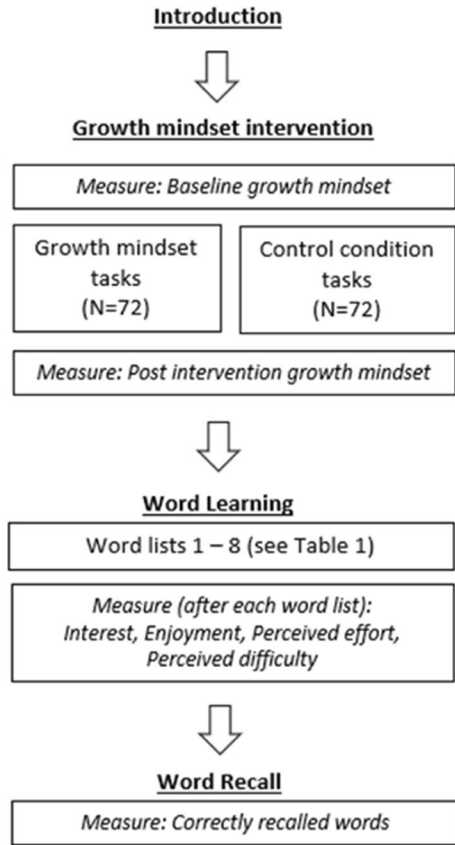 Introduction
Growth mindset intervention
Measure: Baseline growth mindset
Growth mindset
tasks
(N=72)
Control condition
tasks
(N=72)
Measure: Post intervention growth mindset
Word Learning
Word lists 1 – 8 (see Table 1)
Measure (after each word list):
Interest, Enjoyment, Perceived effort,
Perceived difficulty
Word Recall
Measure: Correctly recalled words